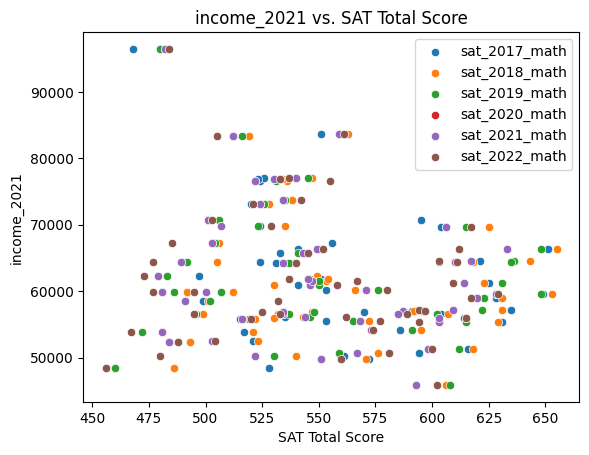 income_2021 vs. SAT Total Score
sat_2017_math
sat_2018_math
sat_2019_math
sat_2020_math
sat_2021_math
sat_2022_math
income_2021
90000
80000
70000
60000
50000
450 475 500 525 550 575 600 625 650
SAT Total Score